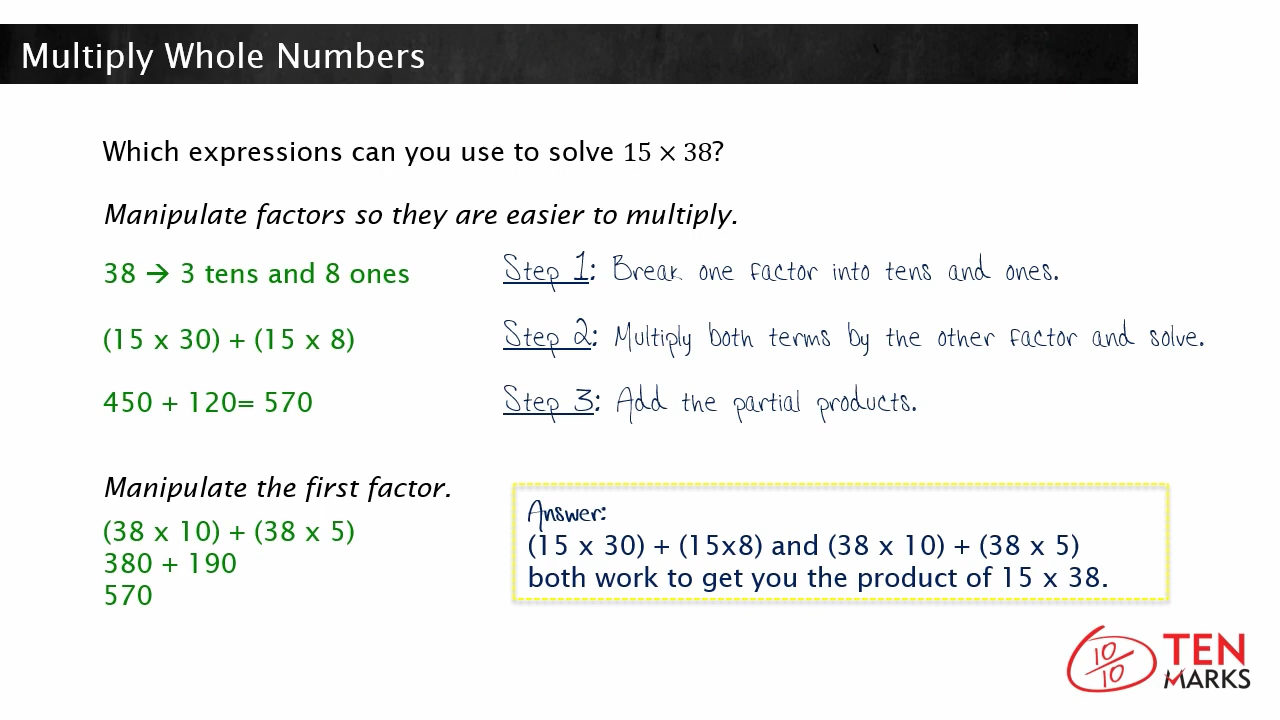 Multiply Whole Numbers
Which expressions can you use to solve 15 × 38?
Manipulate factors so they are easier to multiply.
38 → 3 tens and 8 ones
Step 1: Break one factor into tens and ones.
(15 x 30) + (15 x 8)
Step 2: Multiply both terms by the other factor and solve.
450 + 120= 570
Step 3: Add the partial products.
Manipulate the first factor.
(38 x 10) + (38 x 5)
380 + 190
570
Answer:
(15 x 30) + (15x8) and (38 x 10) + (38 x 5)
both work to get you the product of 15 x 38.
10/10
TEN
MARKS